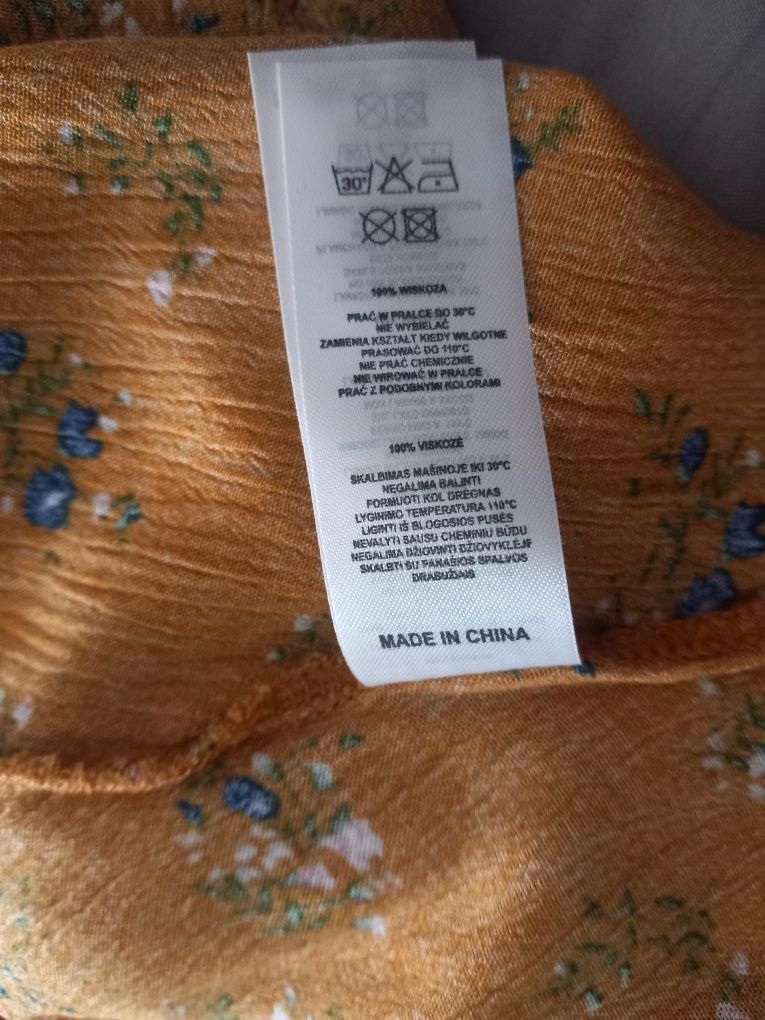 30°
100% WISKOZA
PRAĆ W PRALCE DO 30°C
NIE WYBIELAĆ
ZAMIENIA KSZTAŁT KIEDY WILGOTNE
PRASOWAĆ DO 110°C
NIE PRAĆ CHEMICZNIE
NIE WIROWAĆ W PRALCE
PRAĆ Z PODOBNYMI KOLORAMI
100% VISKOZĖ
SKALBIMAS MAŠINOJE IKI 30°C
NEGALIMA BALINTI
FORMUOTI KOL DRĖGNAS
LYGINIMO TEMPERATURA 110°C
LIGINTI IŠ BLOGOSIOS PUSĖS
NEVALYTI SAUSU CHEMINIU BŪDU
NEGALIMA DŽIOVINTI DŽIOVYKLĖJE
SKALBTI SU PANAŠIOS SPALVOS
DRABUŽIAIS
MADE IN CHINA